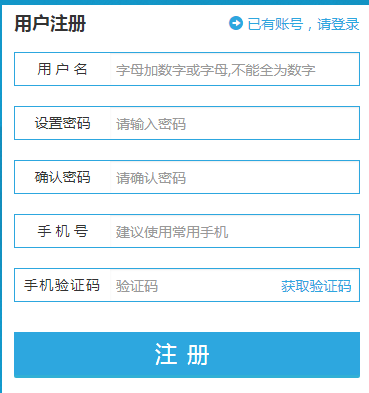 用户注册 已有账号，请登录
用 户 名 字母加数字或字母,不能全为数字
设置密码 请输入密码
确认密码 请确认密码
手 机 号 建议使用常用手机
手机验证码 验证码 获取验证码
注 册